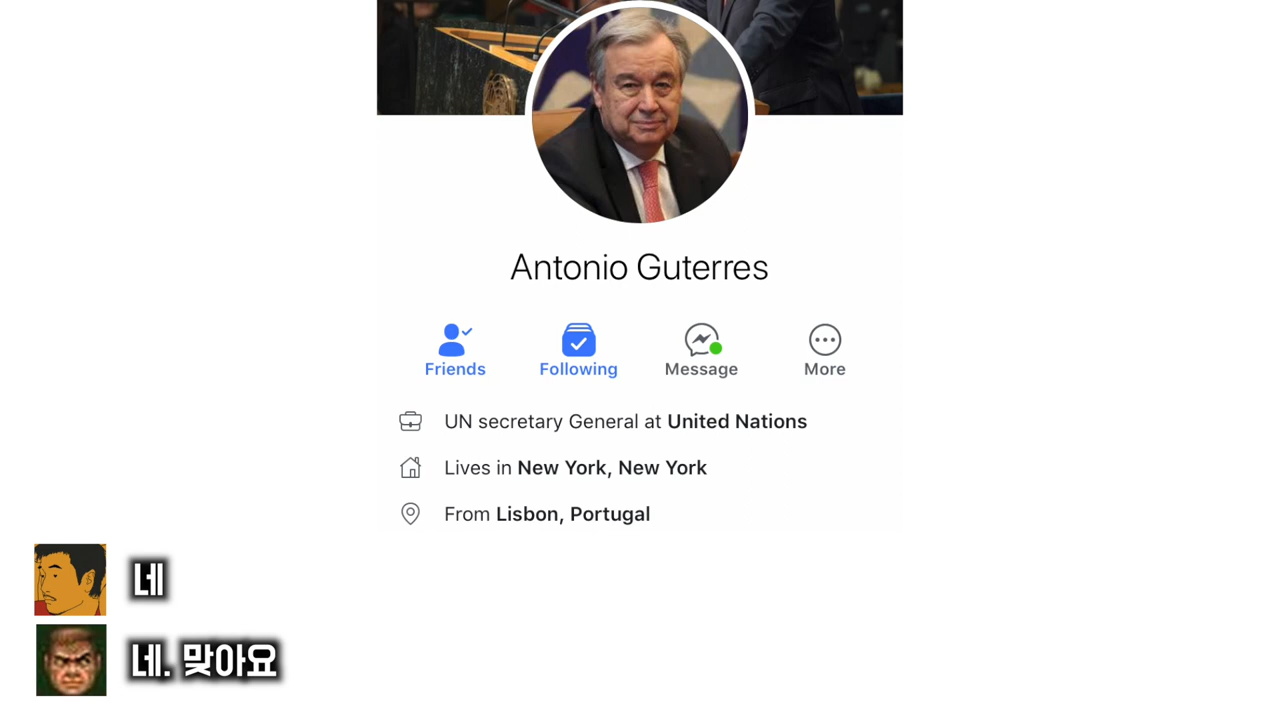 Antonio Guterres
Friends
Following
Message
More
UN secretary General at United Nations
Lives in New York, New York
From Lisbon, Portugal
네
네. 맞아요